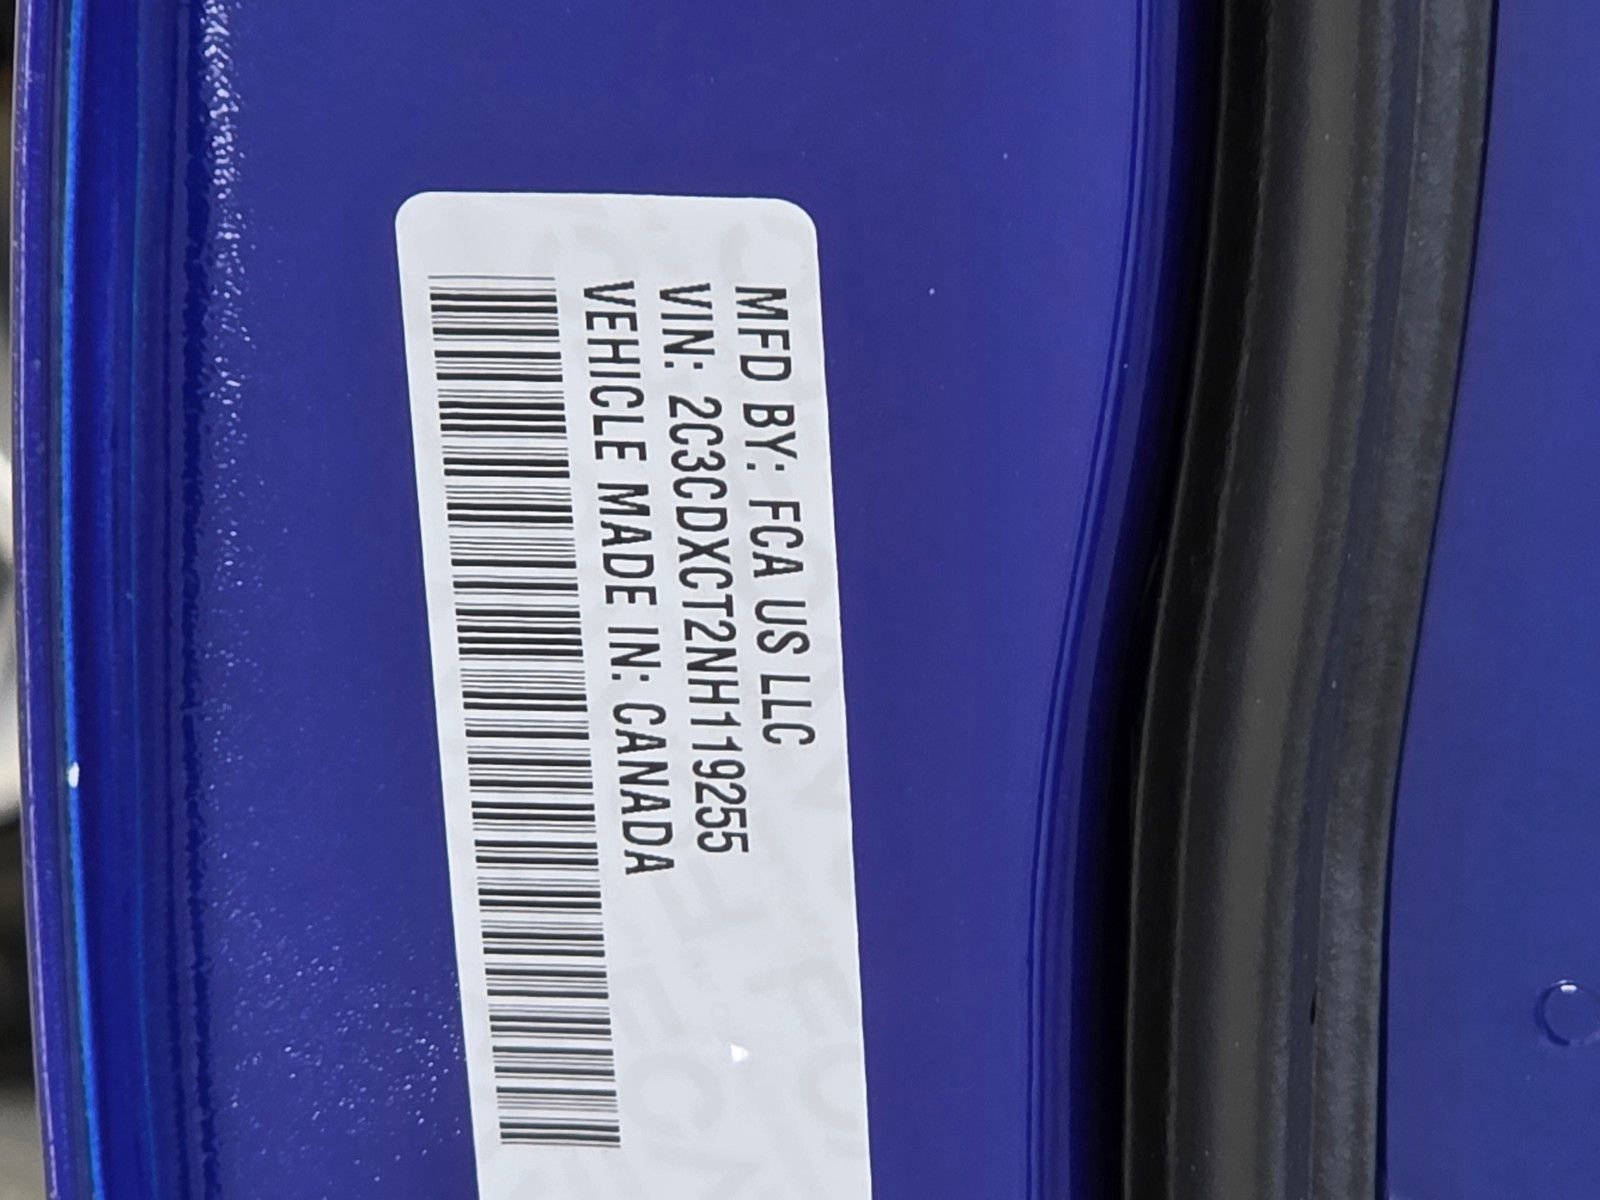 MFD BY: FCA US LLC
VIN: 2C3CDXCT2NH119255
VEHICLE MADE IN: CANADA